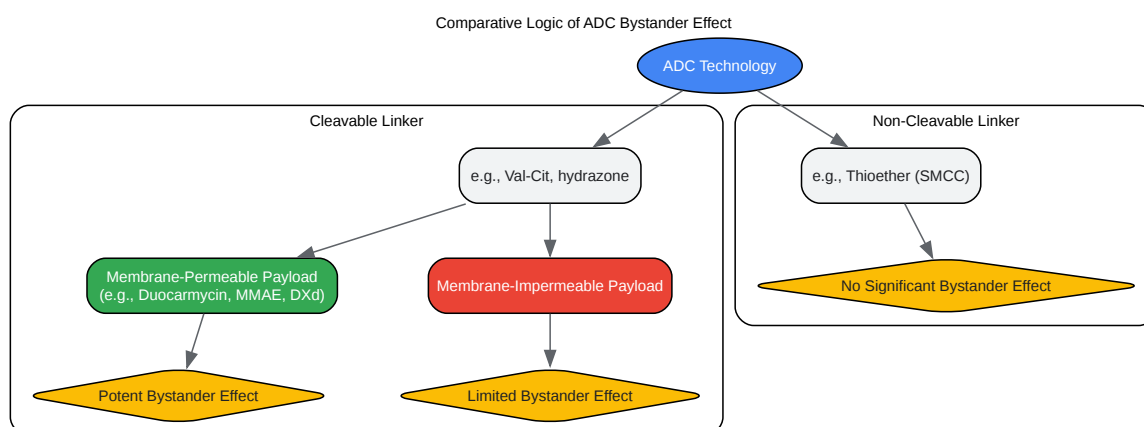 Comparative Logic of ADC Bystander Effect
ADC Technology
Cleavable Linker
Non-Cleavable Linker
e.g., Val-Cit, hydrazone
e.g., Thioether (SMCC)
Membrane-Permeable Payload
(e.g., Duocarmycin, MMAE, DXd)
Membrane-Impermeable Payload
No Significant Bystander Effect
Potent Bystander Effect
Limited Bystander Effect